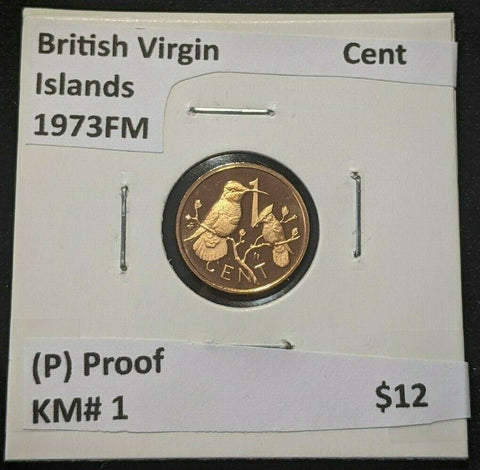 British Virgin Cent
Islands
1973FM
1
CENT
(P) Proof
KM# 1 $12